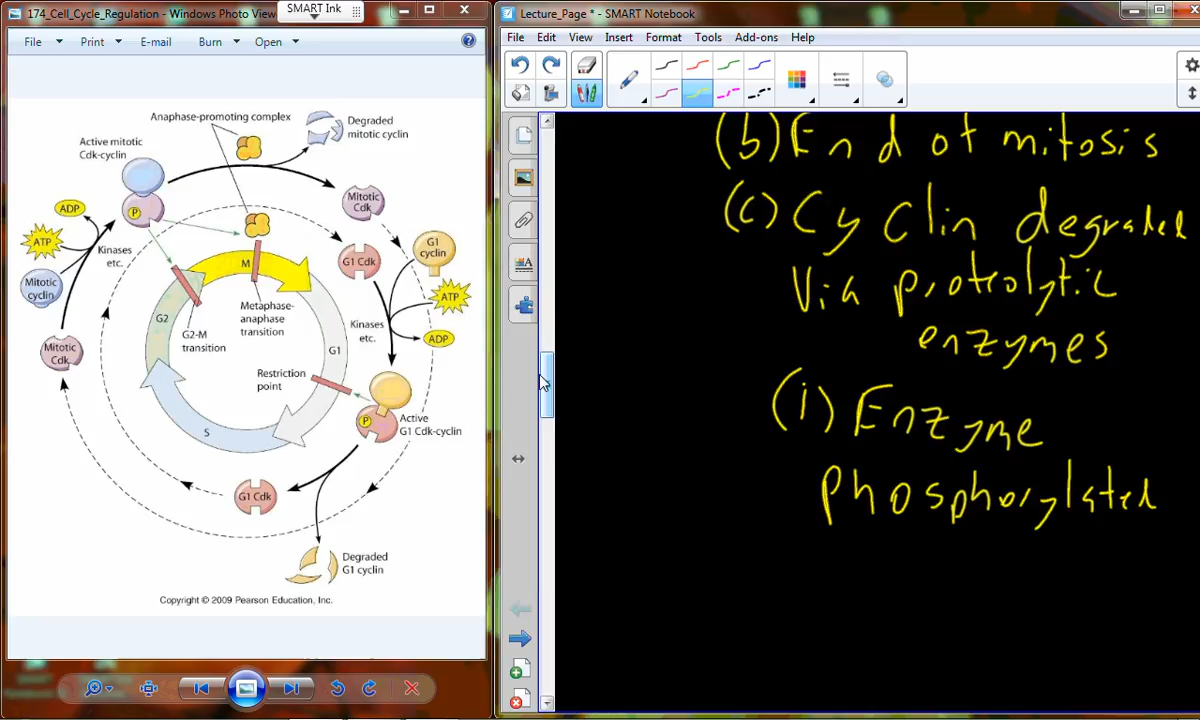 174_Cell_Cycle_Regulation - Windows Photo View
SMART Ink
File Print E-mail Burn Open
Anaphase-promoting complex
Degraded
mitotic cyclin
Active mitotic
Cdk-cyclin
P
Mitotic
Cdk
ADP
ATP
Kinases
etc.
Mitotic
cyclin
Mitotic
Cdk
M
G1 Cdk
G1
cyclin
ATP
Kinases
etc.
ADP
Metaphase-
anaphase
transition
G2
G2-M
transition
G1
Restriction
point
S
P
Active
G1 Cdk-cyclin
G1 Cdk
Degraded
G1 cyclin
Copyright © 2009 Pearson Education, Inc.
Lecture_Page * - SMART Notebook
File Edit View Insert Format Tools Add-ons Help
(b) End of mitosis
(c) Cyclin degraded
Via protrolytic
enzymes
(i) Enzyme
phosphorylated